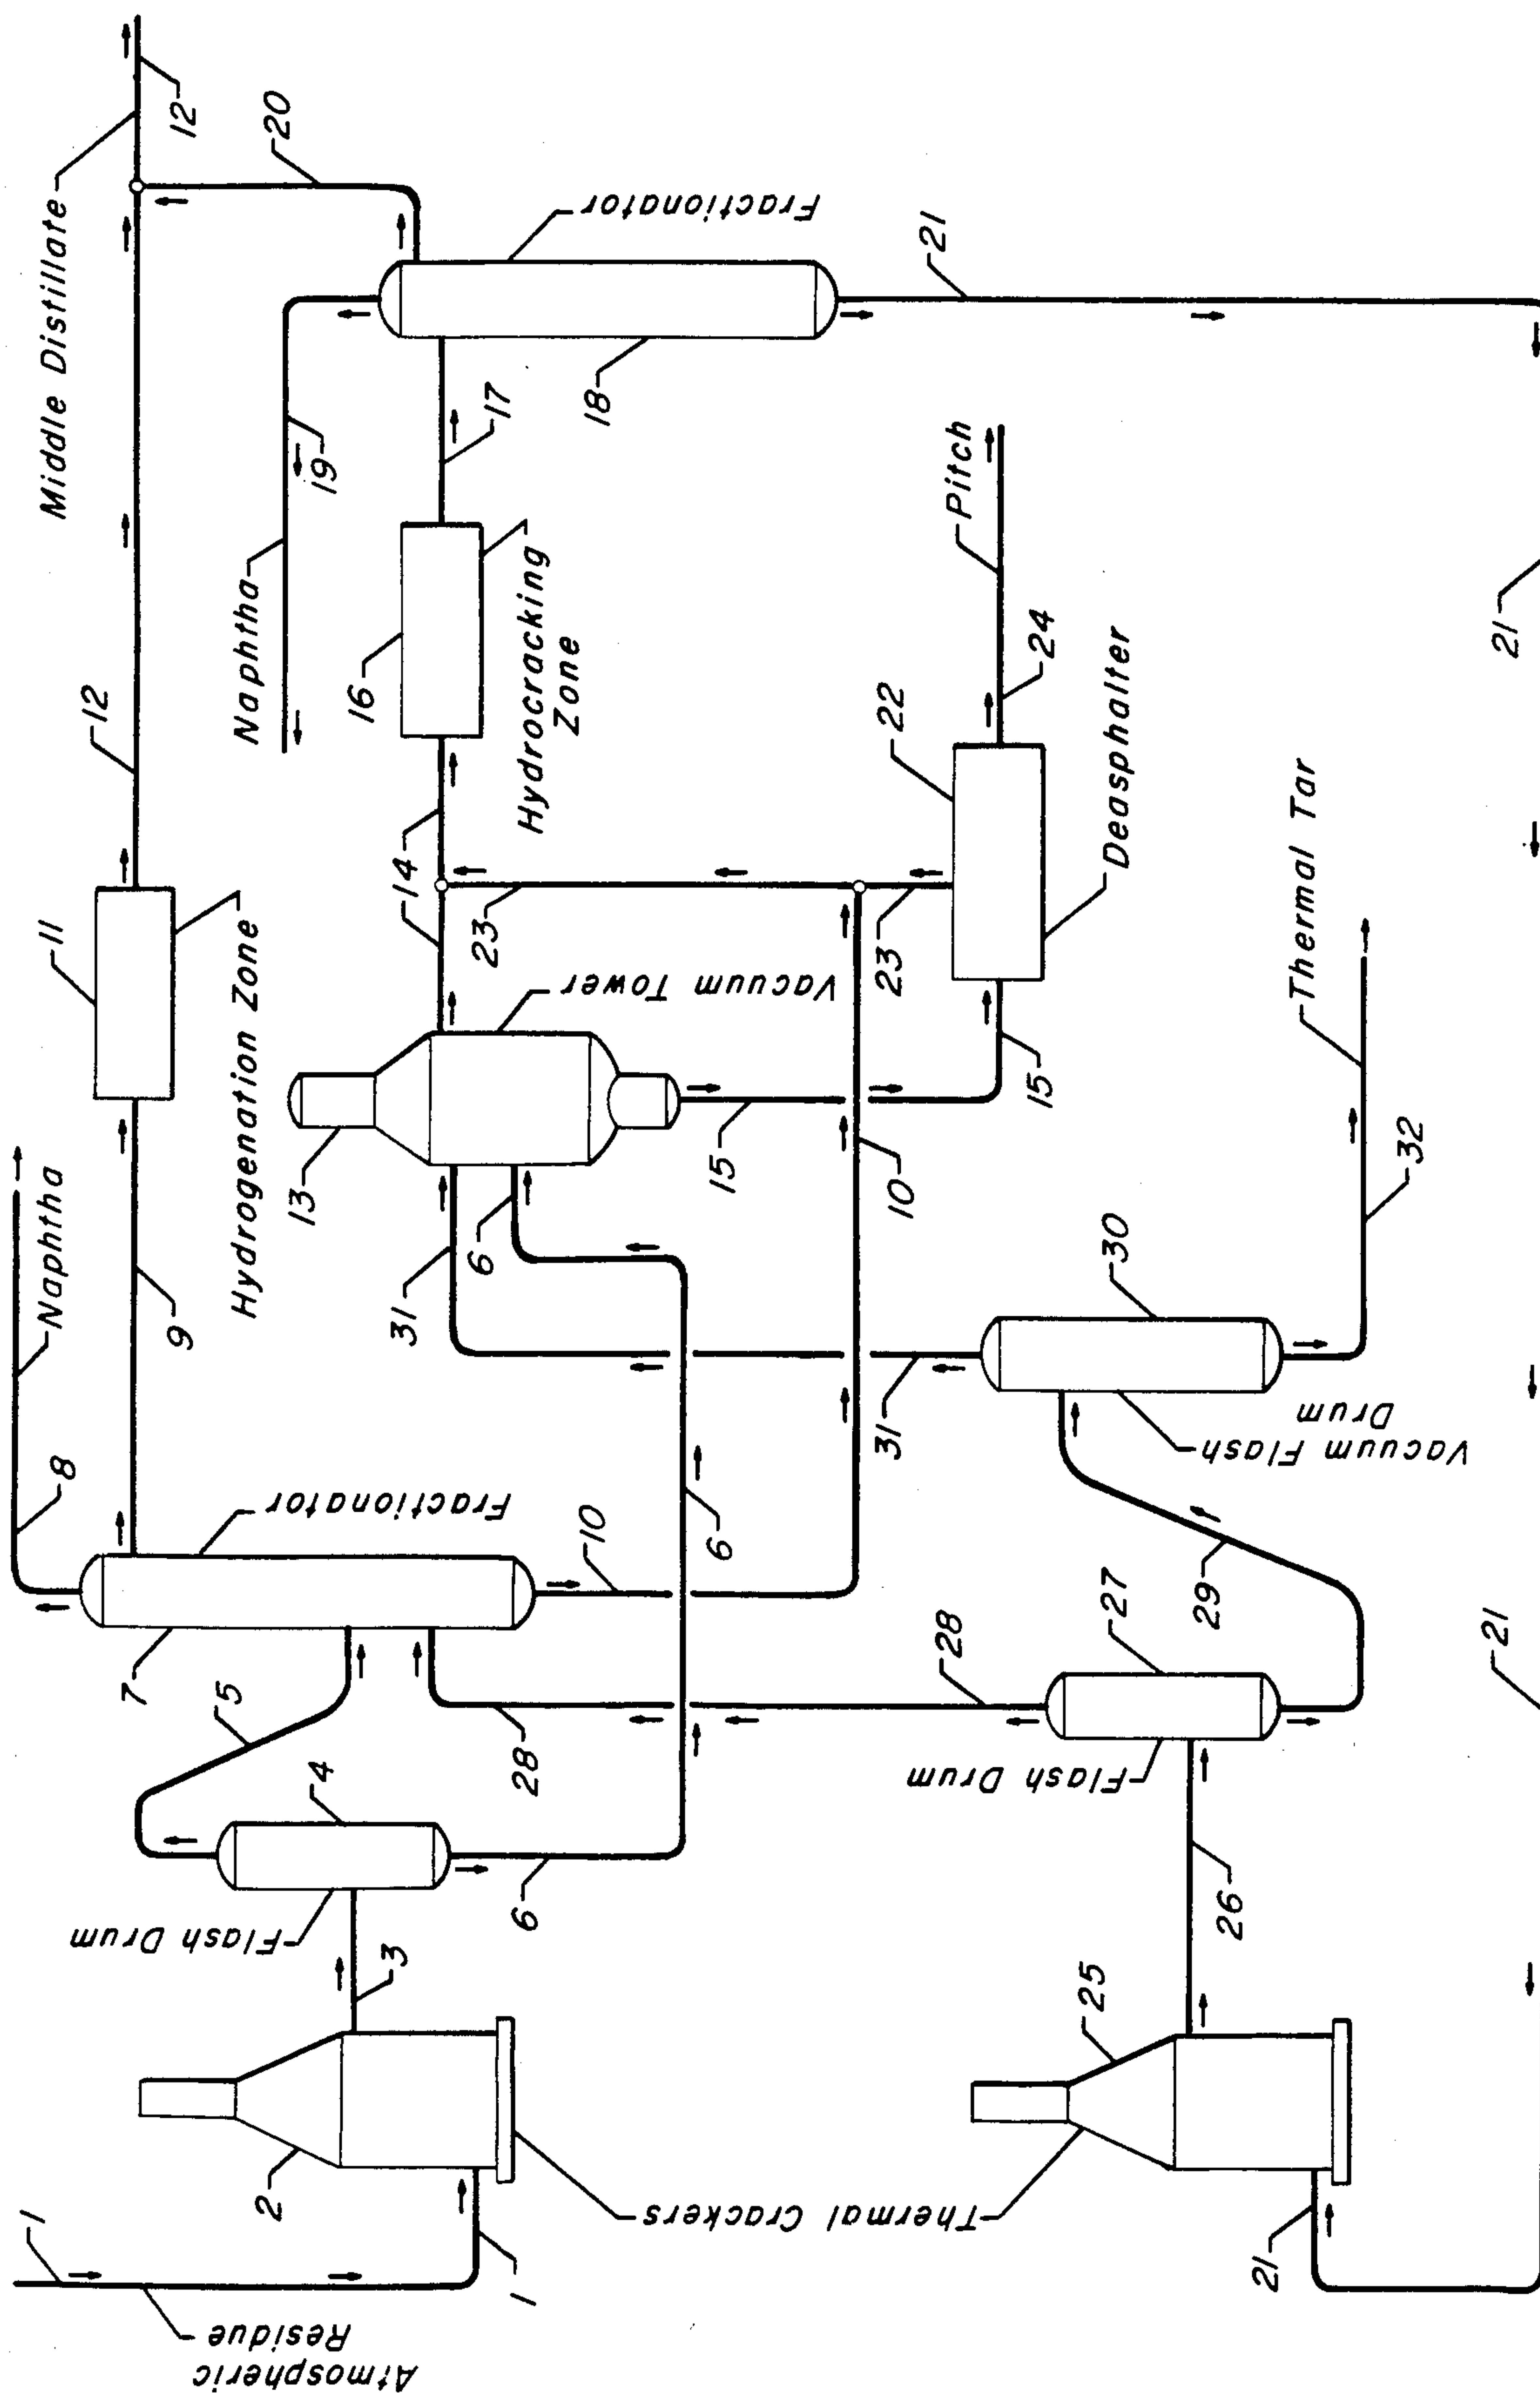 Atmospheric
Residue
1
1
2
Thermal Crackers
3
Flash Drum
4
5
6
6
6
6
7
Fractionator
8
Naphtha
9
10
10
11
Hydrogenation Zone
12
12
Middle Distillate
13
Vacuum Tower
14
15
15
16
Hydrocracking
Zone
17
18
Fractionator
19
Naphtha
20
21
21
21
21
22
Deasphalter
23
23
24
Pitch
25
26
27
Flash Drum
28
28
29
30
Vacuum Flash
Drum
31
31
32
Thermal Tar